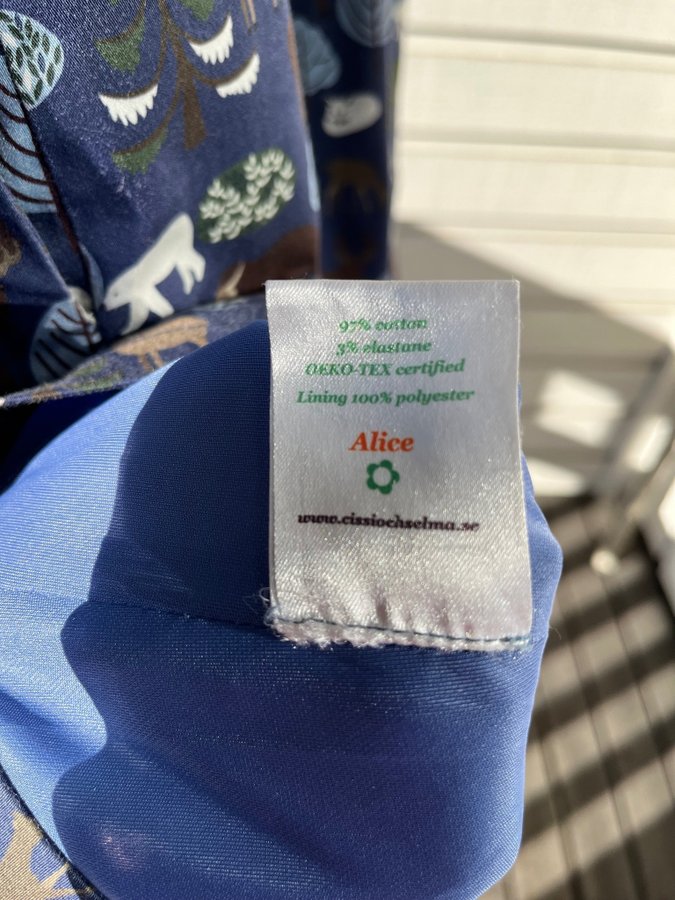 97% cotton
3% elastane
OEKO-TEX certified
Lining 100% polyester
Alice
www.cissiochselma.se